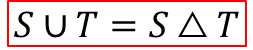 S ∪ T = S △ T